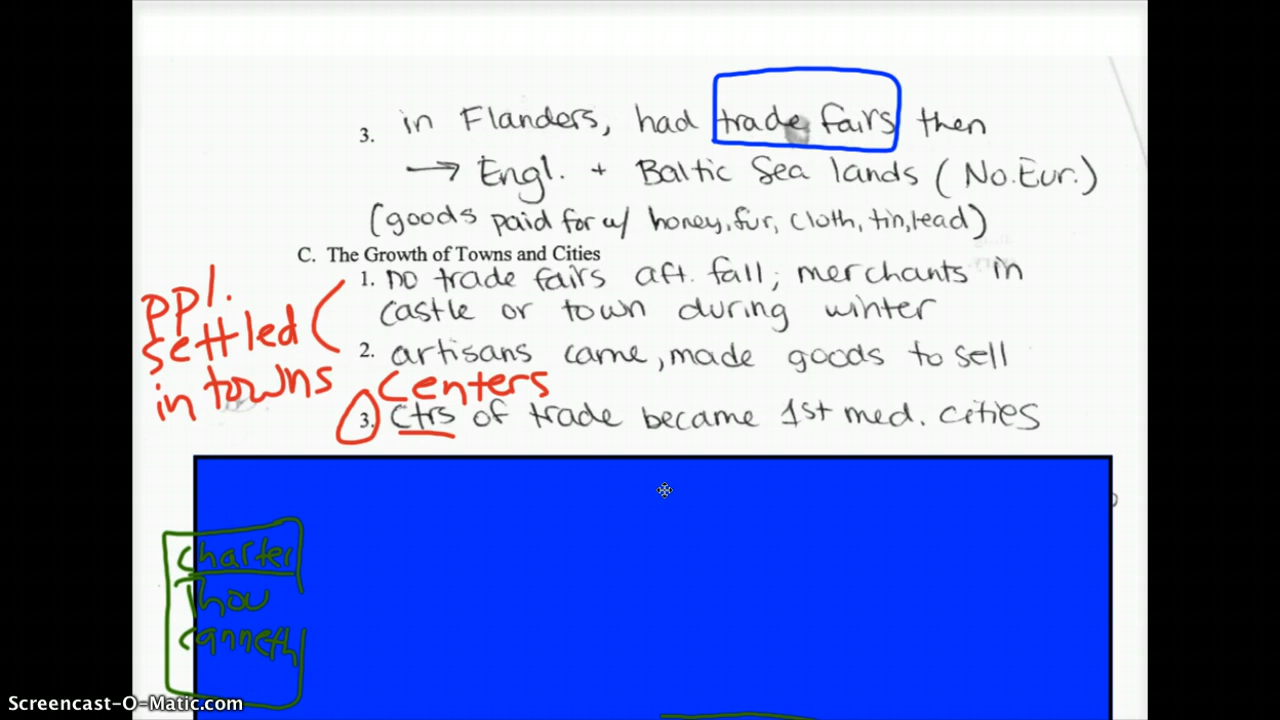 3. in Flanders, had trade fairs then
→ Engl. + Baltic Sea lands (No. Eur.)
(goods paid for w/ honey, fur, cloth, tin, lead)
C. The Growth of Towns and Cities
1. no trade fairs aft. fall; merchants in
castle or town during winter
2. artisans came, made goods to sell
3. ctrs of trade became 1st med. cities
centers
ppl.
settled
in towns
charter
Thou
canneth
Screencast-O-Matic.com